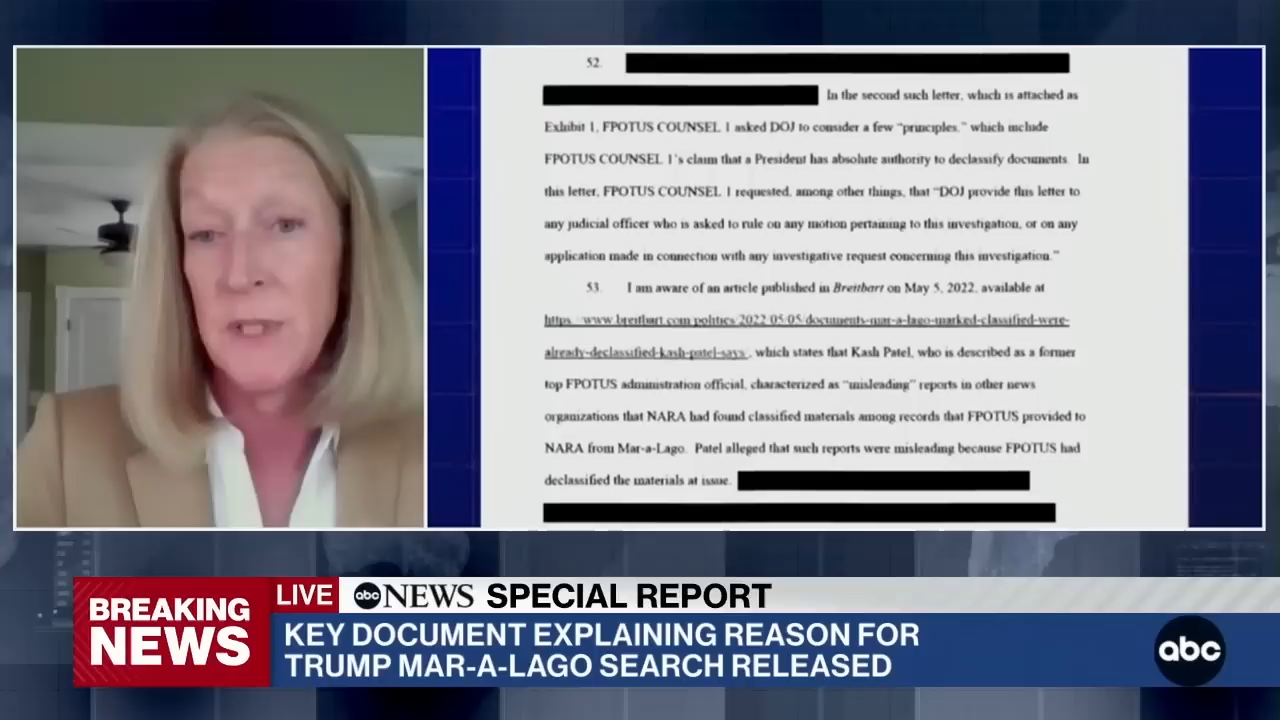 52.
In the second such letter, which is attached as
Exhibit 1, FPOTUS COUNSEL 1 asked DOJ to consider a few "principles," which include
FPOTUS COUNSEL 1's claim that a President has absolute authority to declassify documents. In
this letter, FPOTUS COUNSEL 1 requested, among other things, that "DOJ provide this letter to
any judicial officer who is asked to rule on any motion pertaining to this investigation, or on any
application made in connection with any investigative request concerning this investigation."
53. I am aware of an article published in Breitbart on May 5, 2022, available at
https://www.breitbart.com/politics/2022/05/05/documents-mar-a-lago-marked-classified-were-
already-declassified-kash-patel-says/, which states that Kash Patel, who is described as a former
top FPOTUS administration official, characterized as "misleading" reports in other news
organizations that NARA had found classified materials among records that FPOTUS provided to
NARA from Mar-a-Lago. Patel alleged that such reports were misleading because FPOTUS had
declassified the materials at issue.
BREAKING
NEWS
LIVE abc NEWS SPECIAL REPORT
KEY DOCUMENT EXPLAINING REASON FOR
TRUMP MAR-A-LAGO SEARCH RELEASED
abc